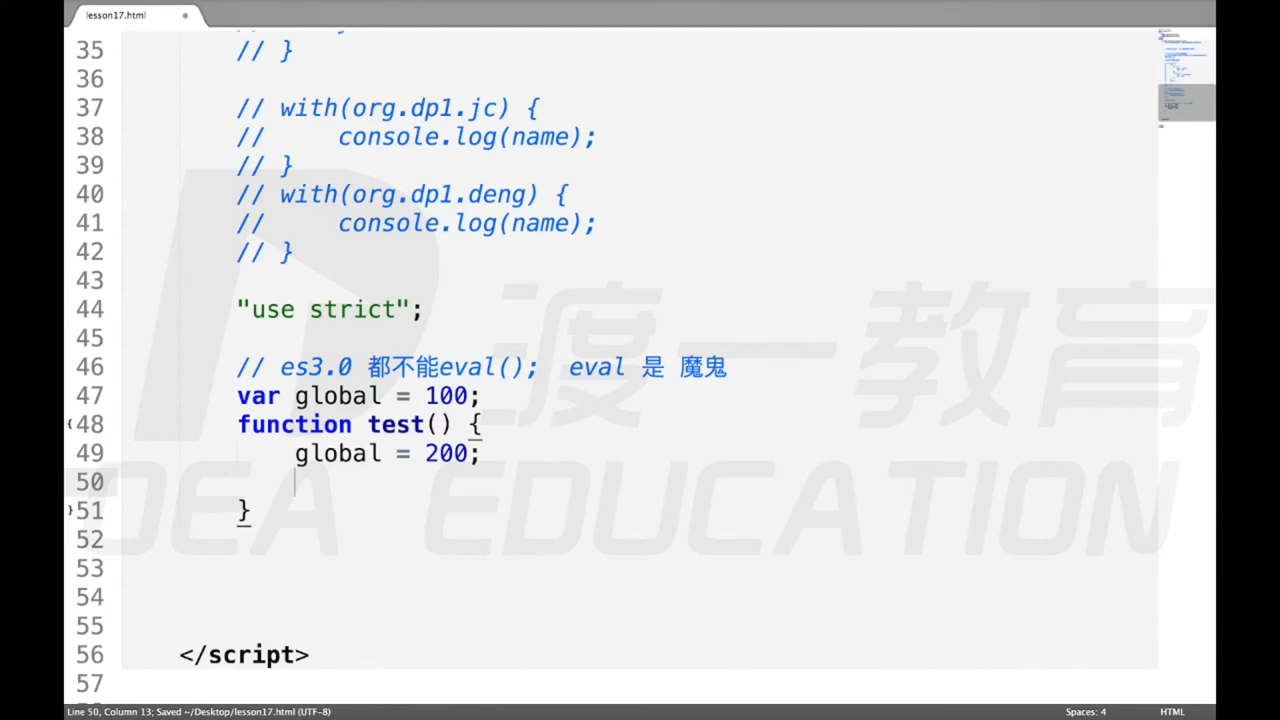 lesson17.html
35 // }
36
37 // with(org.dp1.jc) {
38 //     console.log(name);
39 // }
40 // with(org.dp1.deng) {
41 //     console.log(name);
42 // }
43
44 "use strict";
45
46 // es3.0 都不能eval();  eval 是 魔鬼
47 var global = 100;
48 function test() {
49     global = 200;
50
51 }
52
53
54
55
56 </script>
57
渡一教育
DEA EDUCATION
Line 50, Column 13; Saved ~/Desktop/lesson17.html (UTF-8)
Spaces: 4
HTML